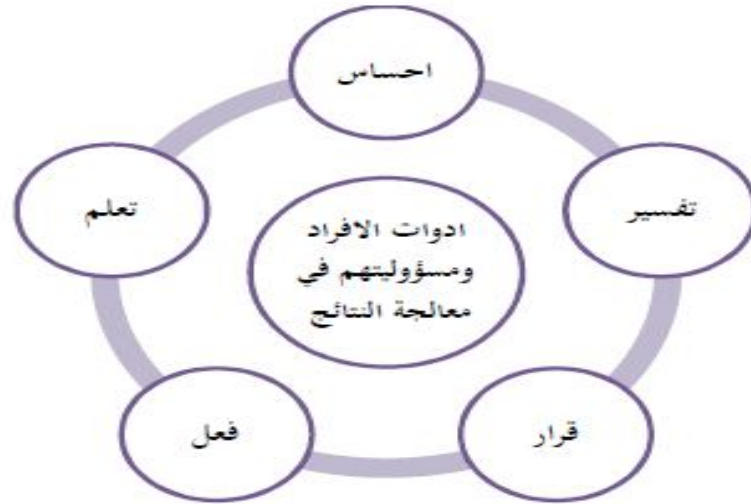 احساس
تفسير
قرار
فعل
تعلم
ادوات الافراد
ومسؤوليتهم في
معالجة النتائج